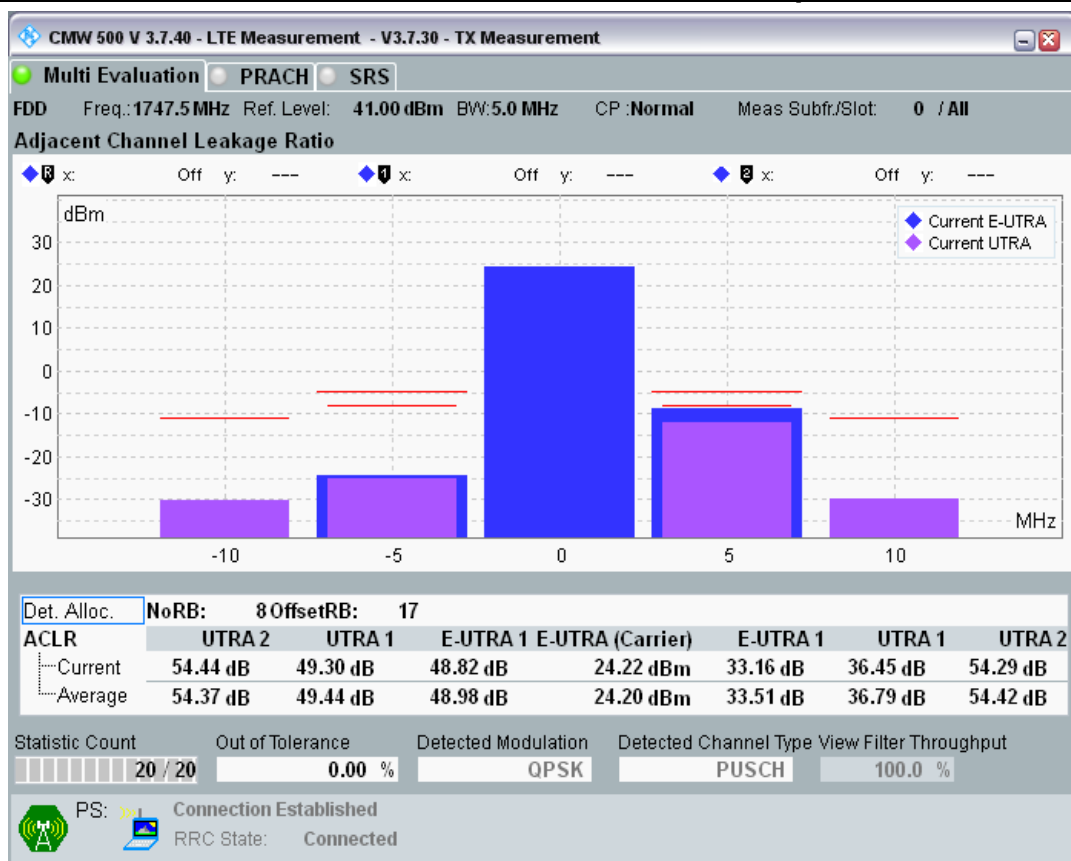 CMW 500 V 3.7.40 - LTE Measurement - V3.7.30 - TX Measurement
Multi Evaluation PRACH SRS
FDD Freq.: 1747.5 MHz Ref. Level: 41.00 dBm BW: 5.0 MHz CP : Normal Meas Subfr./Slot: 0 / All
Adjacent Channel Leakage Ratio
R x: Off y: --- 1 x: Off y: --- 2 x: Off y: ---
dBm
Current E-UTRA
Current UTRA
30
20
10
0
-10
-20
-30
MHz
-10 -5 0 5 10
Det. Alloc. NoRB: 8 OffsetRB: 17
ACLR UTRA 2 UTRA 1 E-UTRA 1 E-UTRA (Carrier) E-UTRA 1 UTRA 1 UTRA 2
Current 54.44 dB 49.30 dB 48.82 dB 24.22 dBm 33.16 dB 36.45 dB 54.29 dB
Average 54.37 dB 49.44 dB 48.98 dB 24.20 dBm 33.51 dB 36.79 dB 54.42 dB
Statistic Count Out of Tolerance Detected Modulation Detected Channel Type View Filter Throughput
20 / 20 0.00 % QPSK PUSCH 100.0 %
PS: Connection Established
RRC State: Connected